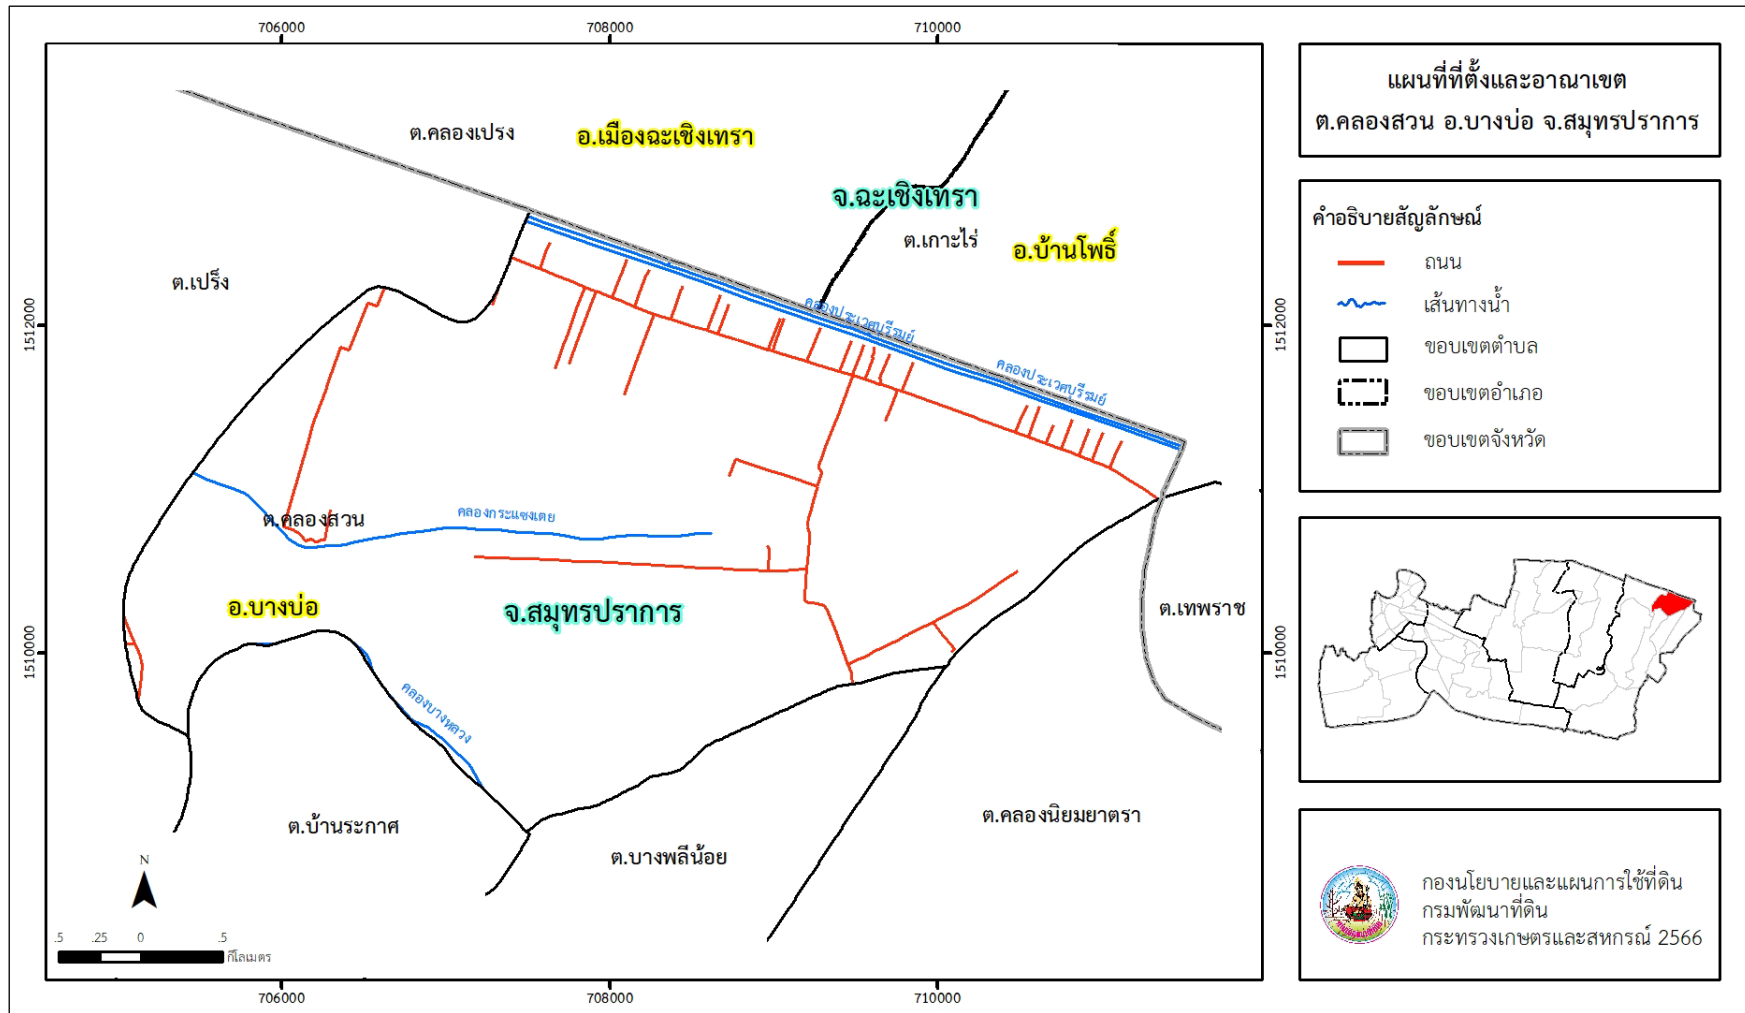 706000
708000
710000
แผนที่ที่ตั้งและอาณาเขต
ต.คลองสวน อ.บางบ่อ จ.สมุทรปราการ
ต.คลองเปรง
อ.เมืองฉะเชิงเทรา
จ.ฉะเชิงเทรา
ต.เกาะไร่
อ.บ้านโพธิ์
ต.เปร็ง
คลองประเวศบุรีรมย์
คลองประเวศบุรีรมย์
1512000
1512000
คำอธิบายสัญลักษณ์
ถนน
เส้นทางน้ำ
ขอบเขตตำบล
ขอบเขตอำเภอ
ขอบเขตจังหวัด
ต.คลองสวน
คลองกระแชงเตย
อ.บางบ่อ
จ.สมุทรปราการ
ต.เทพราช
1510000
1510000
คลองบางหลวง
ต.บ้านระกาศ
ต.บางพลีน้อย
ต.คลองนิยมยาตรา
N
.5 .25 0 .5
กิโลเมตร
กองนโยบายและแผนการใช้ที่ดิน
กรมพัฒนาที่ดิน
กระทรวงเกษตรและสหกรณ์ 2566
706000
708000
710000